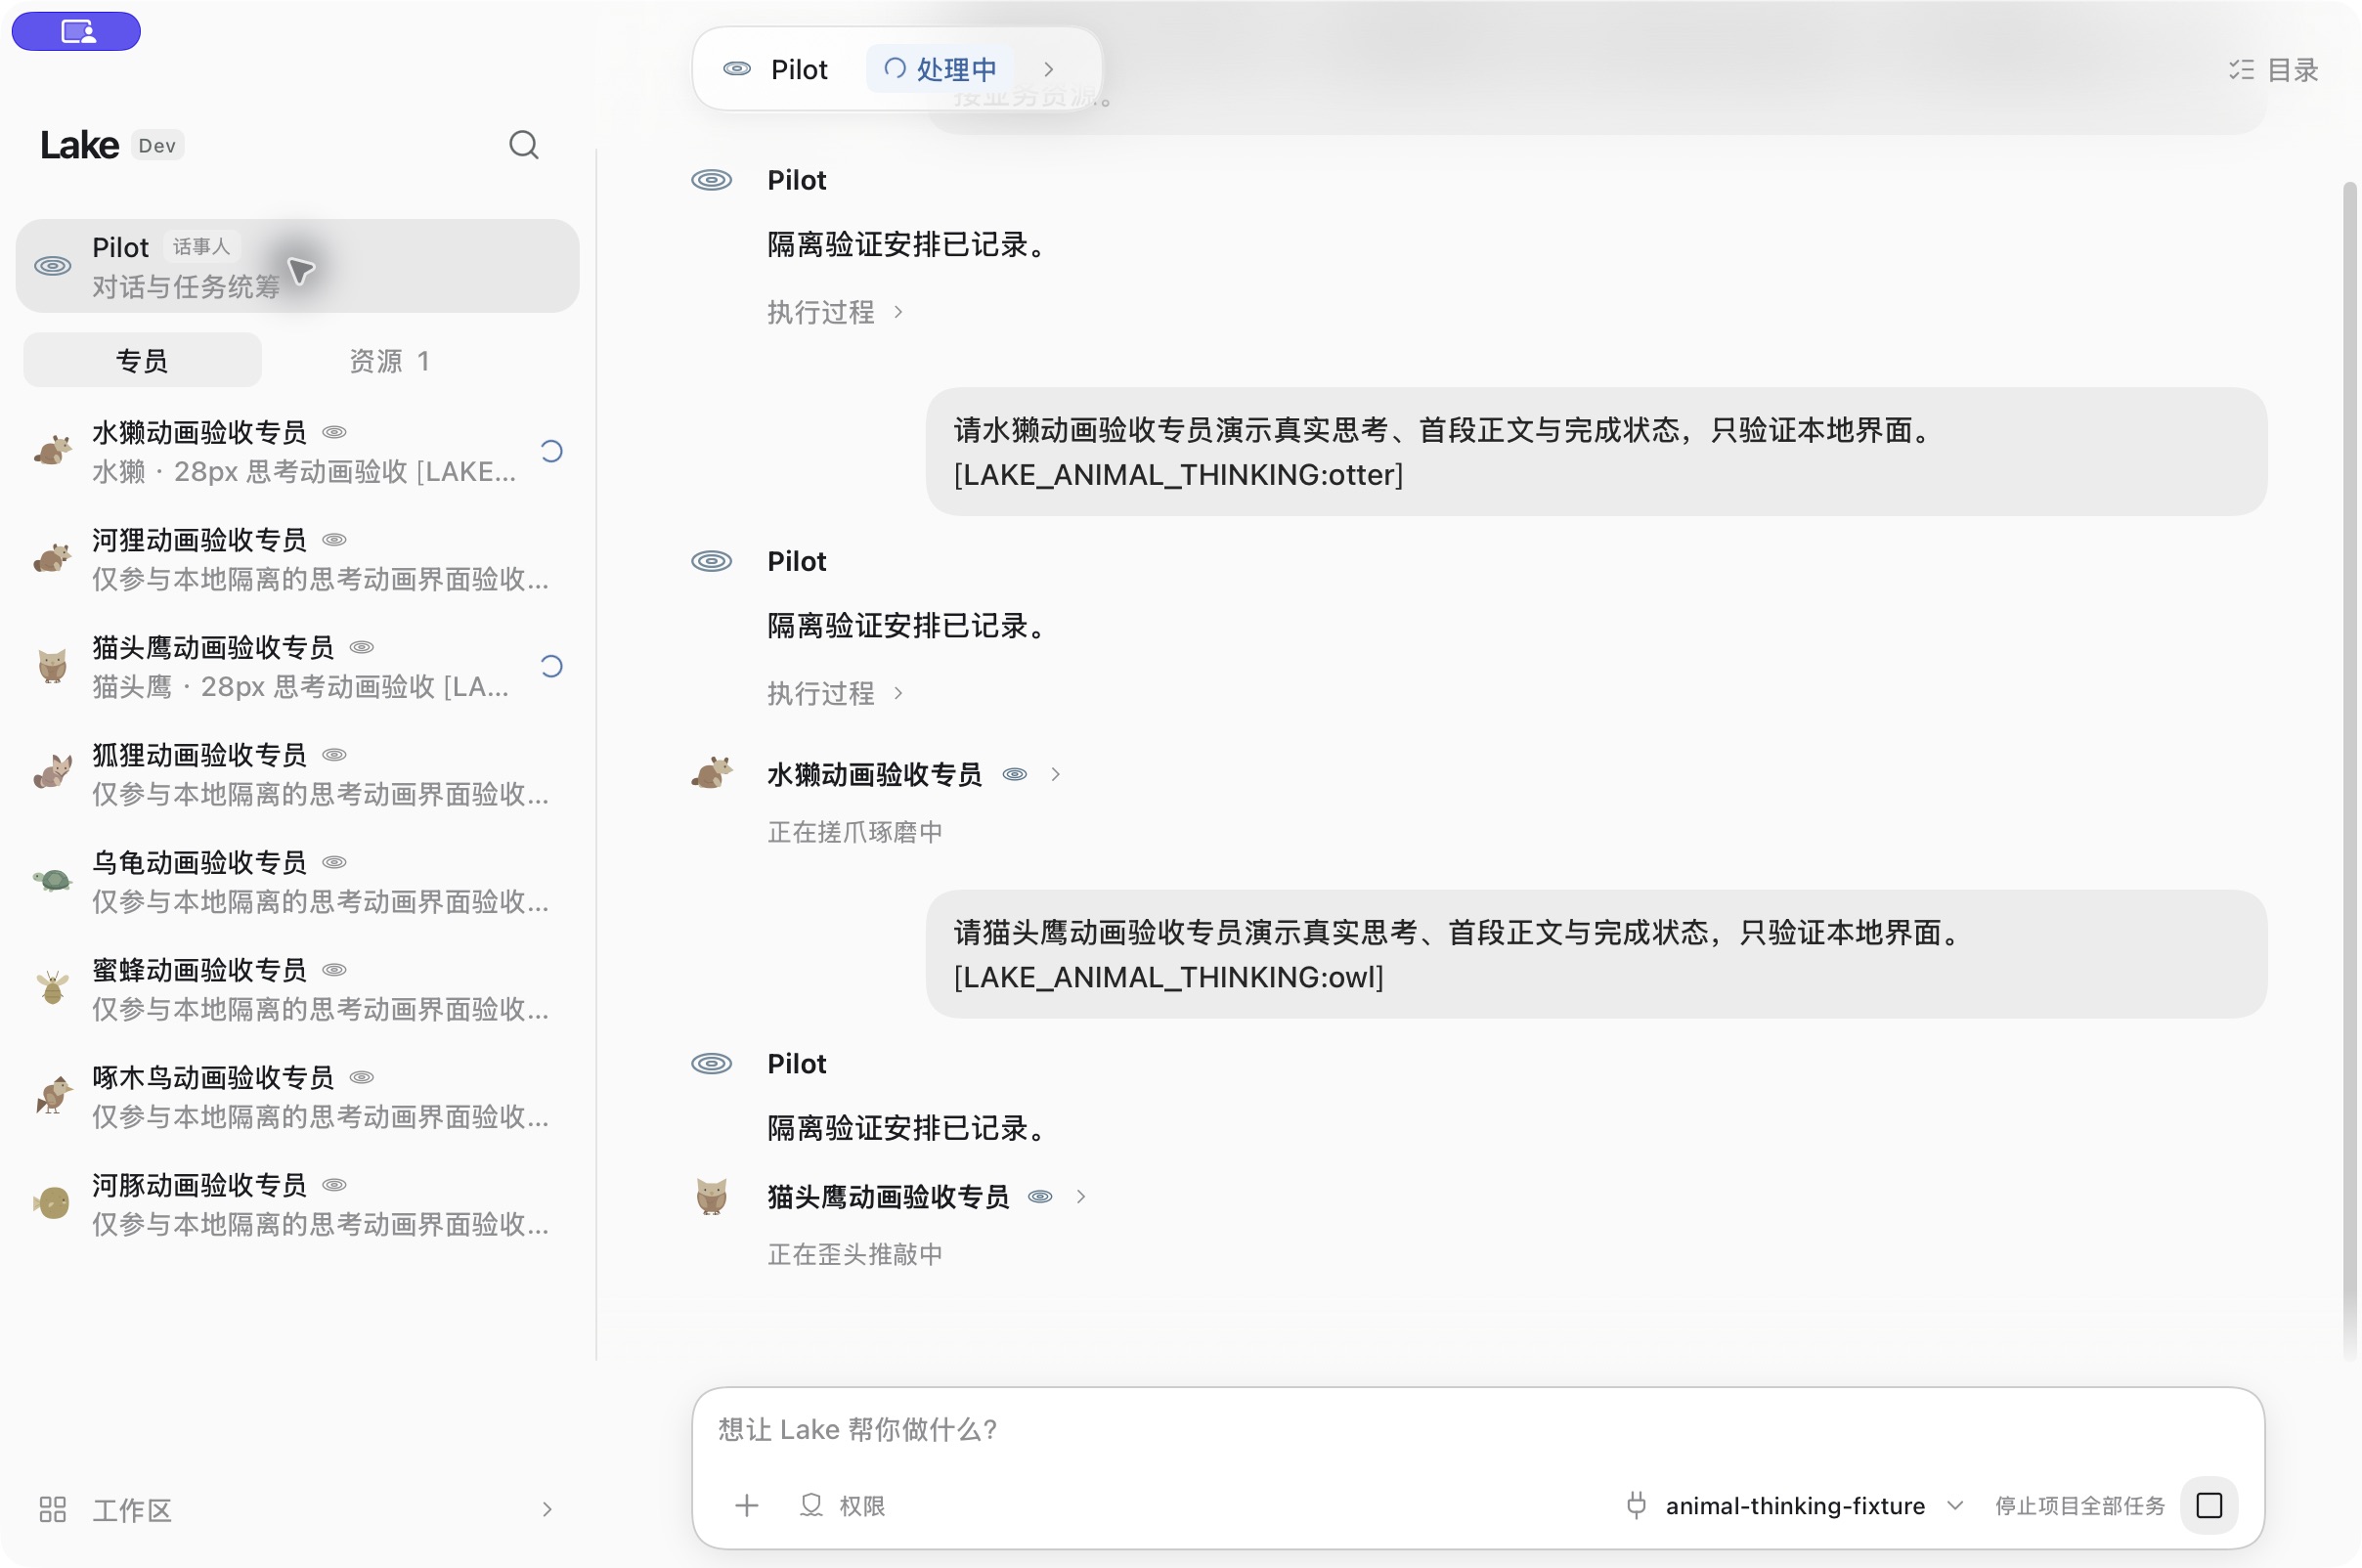 Lake Dev
Pilot 话事人
对话与任务统筹
专员
资源 1
水獭动画验收专员
水獭 · 28px 思考动画验收 [LAKE...
河狸动画验收专员
仅参与本地隔离的思考动画界面验收...
猫头鹰动画验收专员
猫头鹰 · 28px 思考动画验收 [LA...
狐狸动画验收专员
仅参与本地隔离的思考动画界面验收...
乌龟动画验收专员
仅参与本地隔离的思考动画界面验收...
蜜蜂动画验收专员
仅参与本地隔离的思考动画界面验收...
啄木鸟动画验收专员
仅参与本地隔离的思考动画界面验收...
河豚动画验收专员
仅参与本地隔离的思考动画界面验收...
工作区
Pilot 处理中
目录
接业务资源。
Pilot
隔离验证安排已记录。
执行过程
请水獭动画验收专员演示真实思考、首段正文与完成状态，只验证本地界面。
[LAKE_ANIMAL_THINKING:otter]
Pilot
隔离验证安排已记录。
执行过程
水獭动画验收专员
正在搓爪琢磨中
请猫头鹰动画验收专员演示真实思考、首段正文与完成状态，只验证本地界面。
[LAKE_ANIMAL_THINKING:owl]
Pilot
隔离验证安排已记录。
猫头鹰动画验收专员
正在歪头推敲中
想让 Lake 帮你做什么?
权限
animal-thinking-fixture
停止项目全部任务